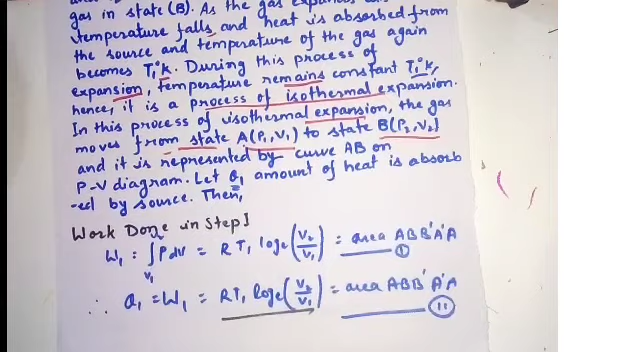 gas in state (B). As the gas expands
temperature falls and heat is absorbed from
the source and temperature of the gas again
becomes T₁°k. During this process of
expansion, temperature remains constant T₁°k,
hence, it is a process of isothermal expansion.
In this process of isothermal expansion, the gas
moves from state A(P₁,V₁) to state B(P₂,V₂)
and it is represented by curve AB on
P-V diagram. Let Q₁ amount of heat is absorb
-ed by source. Then,
Work Done in Step I
W₁ = ∫ᵥ₁^V₂ Pdv = RT₁ logₑ(V₂/V₁) = area ABB'A'A — (I)
∴ Q₁ = W₁ = RT₁ logₑ(V₂/V₁) = area ABB'A'A — (II)